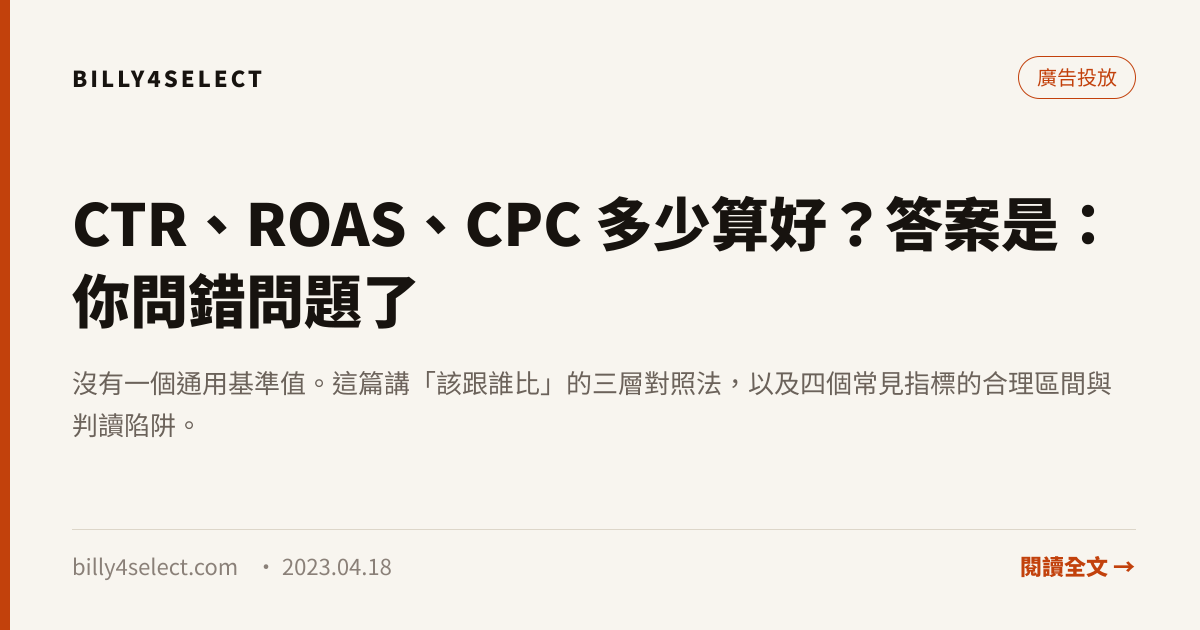 BILLY4SELECT
廣告投放
CTR、ROAS、CPC 多少算好？答案是：
你問錯問題了
沒有一個通用基準值。這篇講「該跟誰比」的三層對照法，以及四個常見指標的合理區間與
判讀陷阱。
billy4select.com ・ 2023.04.18
閱讀全文 →